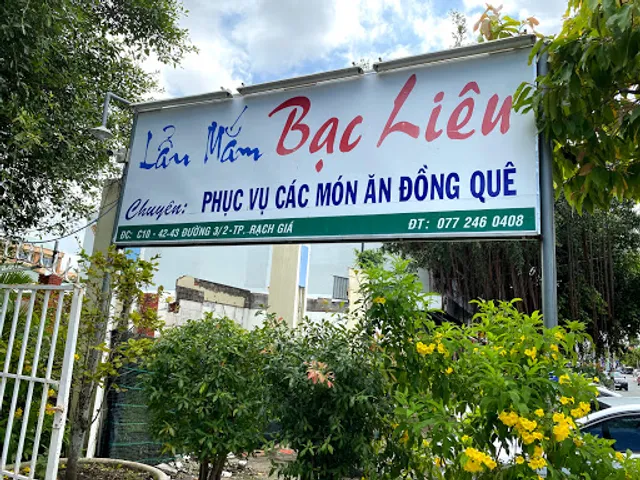 Lẩu Mắm Bạc Liêu
Chuyên: PHỤC VỤ CÁC MÓN ĂN ĐỒNG QUÊ
ĐC: C18 - 42-43 ĐƯỜNG 3/2-TP. RẠCH GIÁ ĐT: 077 246 0408